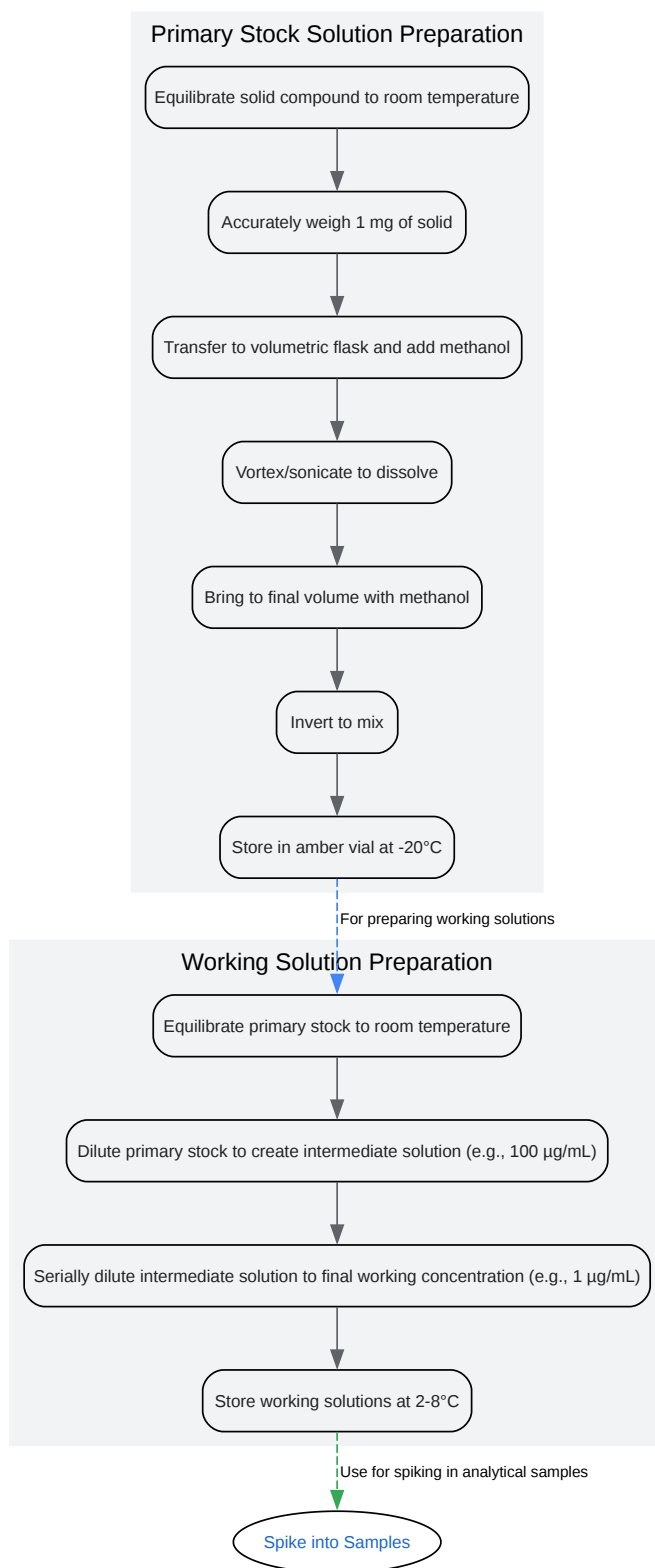 Primary Stock Solution Preparation
Equilibrate solid compound to room temperature
Accurately weigh 1 mg of solid
Transfer to volumetric flask and add methanol
Vortex/sonicate to dissolve
Bring to final volume with methanol
Invert to mix
Store in amber vial at -20°C
For preparing working solutions
Working Solution Preparation
Equilibrate primary stock to room temperature
Dilute primary stock to create intermediate solution (e.g., 100 µg/mL)
Serially dilute intermediate solution to final working concentration (e.g., 1 µg/mL)
Store working solutions at 2-8°C
Use for spiking in analytical samples
Spike into Samples